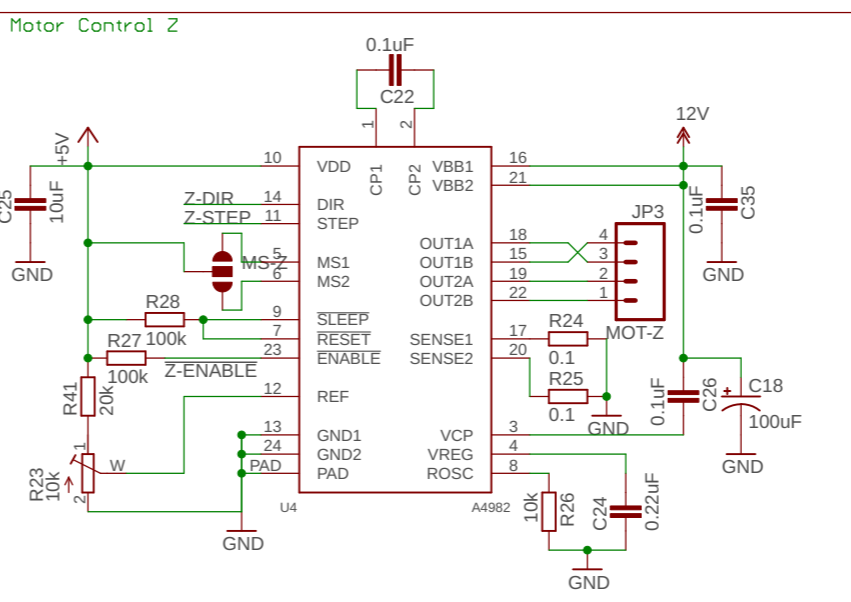 Motor Control Z
0.1uF
C22
1
2
+5V
12V
C25
10uF
GND
10
VDD
CP1
CP2
VBB1
16
VBB2
21
0.1uF
C35
GND
Z-DIR
14
DIR
Z-STEP
11
STEP
JP3
OUT1A
18
4
OUT1B
15
3
OUT2A
19
2
OUT2B
22
1
MOT-Z
5
MS1
MS-Z
6
MS2
R28
100k
9
SLEEP
7
RESET
R27
100k
Z-ENABLE
23
ENABLE
SENSE1
17
R24
0.1
SENSE2
20
R25
0.1
GND
R41
20k
12
REF
0.1uF
C26
+
C18
100uF
GND
13
GND1
24
GND2
PAD
PAD
VCP
3
VREG
4
ROSC
8
1
W
R23
10k
2
GND
U4
A4982
10k
R26
C24
0.22uF
GND